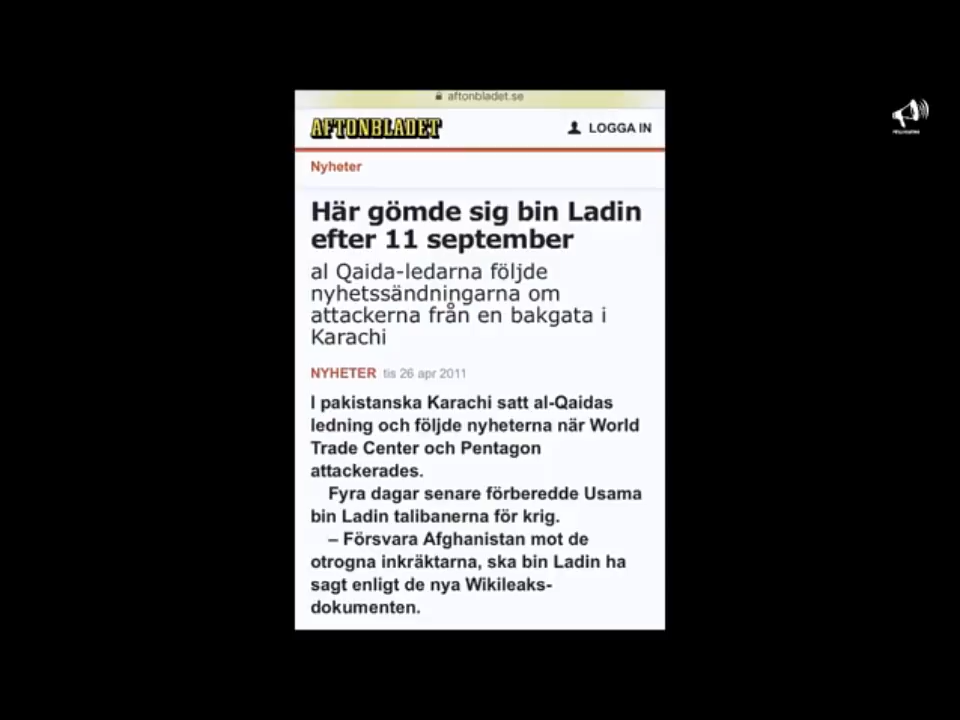 aftonbladet.se
AFTONBLADET
LOGGA IN
Nyheter
Här gömde sig bin Ladin
efter 11 september
al Qaida-ledarna följde
nyhetssändningarna om
attackerna från en bakgata i
Karachi
NYHETER tis 26 apr 2011
I pakistanska Karachi satt al-Qaidas
ledning och följde nyheterna när World
Trade Center och Pentagon
attackerades.
Fyra dagar senare förberedde Usama
bin Ladin talibanerna för krig.
– Försvara Afghanistan mot de
otrogna inkräktarna, ska bin Ladin ha
sagt enligt de nya Wikileaks-
dokumenten.